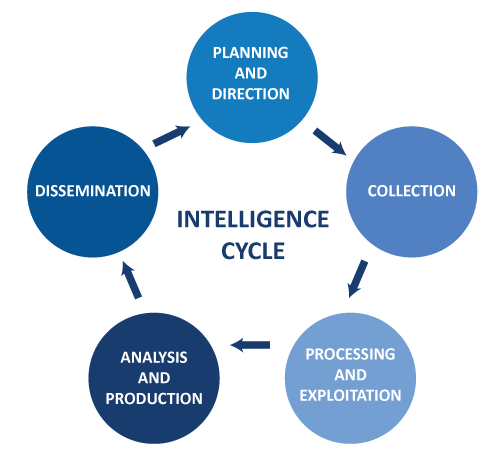 PLANNING
AND
DIRECTION
COLLECTION
PROCESSING
AND
EXPLOITATION
ANALYSIS
AND
PRODUCTION
DISSEMINATION
INTELLIGENCE
CYCLE